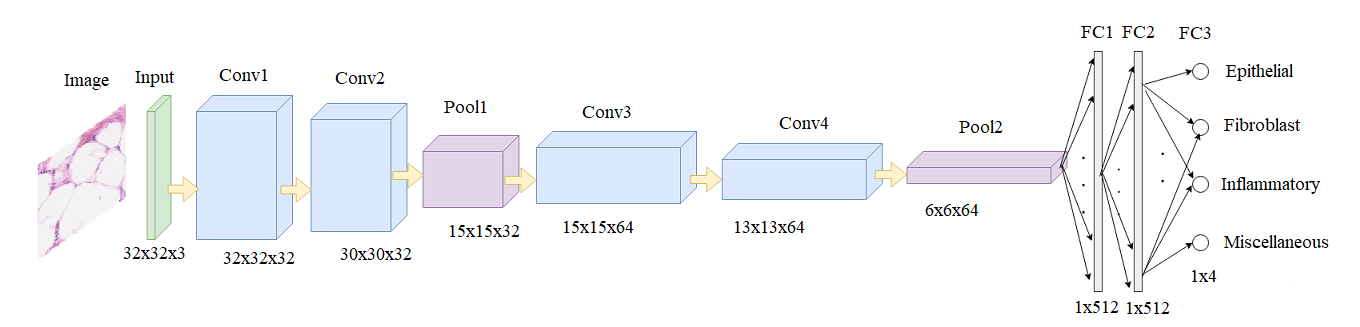 Image
Input
Conv1
Conv2
Pool1
Conv3
Conv4
Pool2
FC1
FC2
FC3
32x32x3
32x32x32
30x30x32
15x15x32
15x15x64
13x13x64
6x6x64
1x512
1x512
1x4
Epithelial
Fibroblast
Inflammatory
Miscellaneous